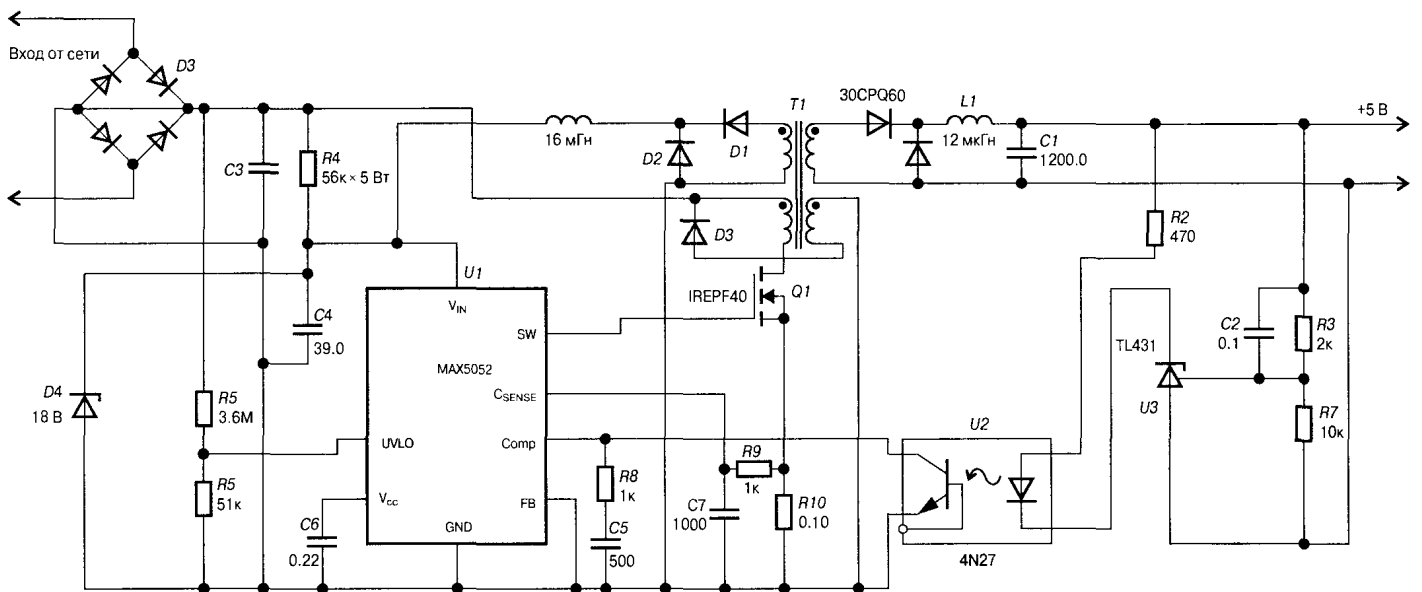 Вход от сети
D3
R4
56к × 5 Вт
C3
16 мГн
D2
D1
T1
30CPQ60
L1
12 мкГн
C1
1200.0
+5 В
D3
R2
470
IREPF40
Q1
U1
V_IN
SW
MAX5052
C_SENSE
UVLO
Comp
V_CC
FB
GND
C4
39.0
D4
18 В
R5
3.6М
R5
51к
C6
0.22
R8
1к
C5
500
R9
1к
C7
1000
R10
0.10
U2
4N27
TL431
U3
C2
0.1
R3
2к
R7
10к